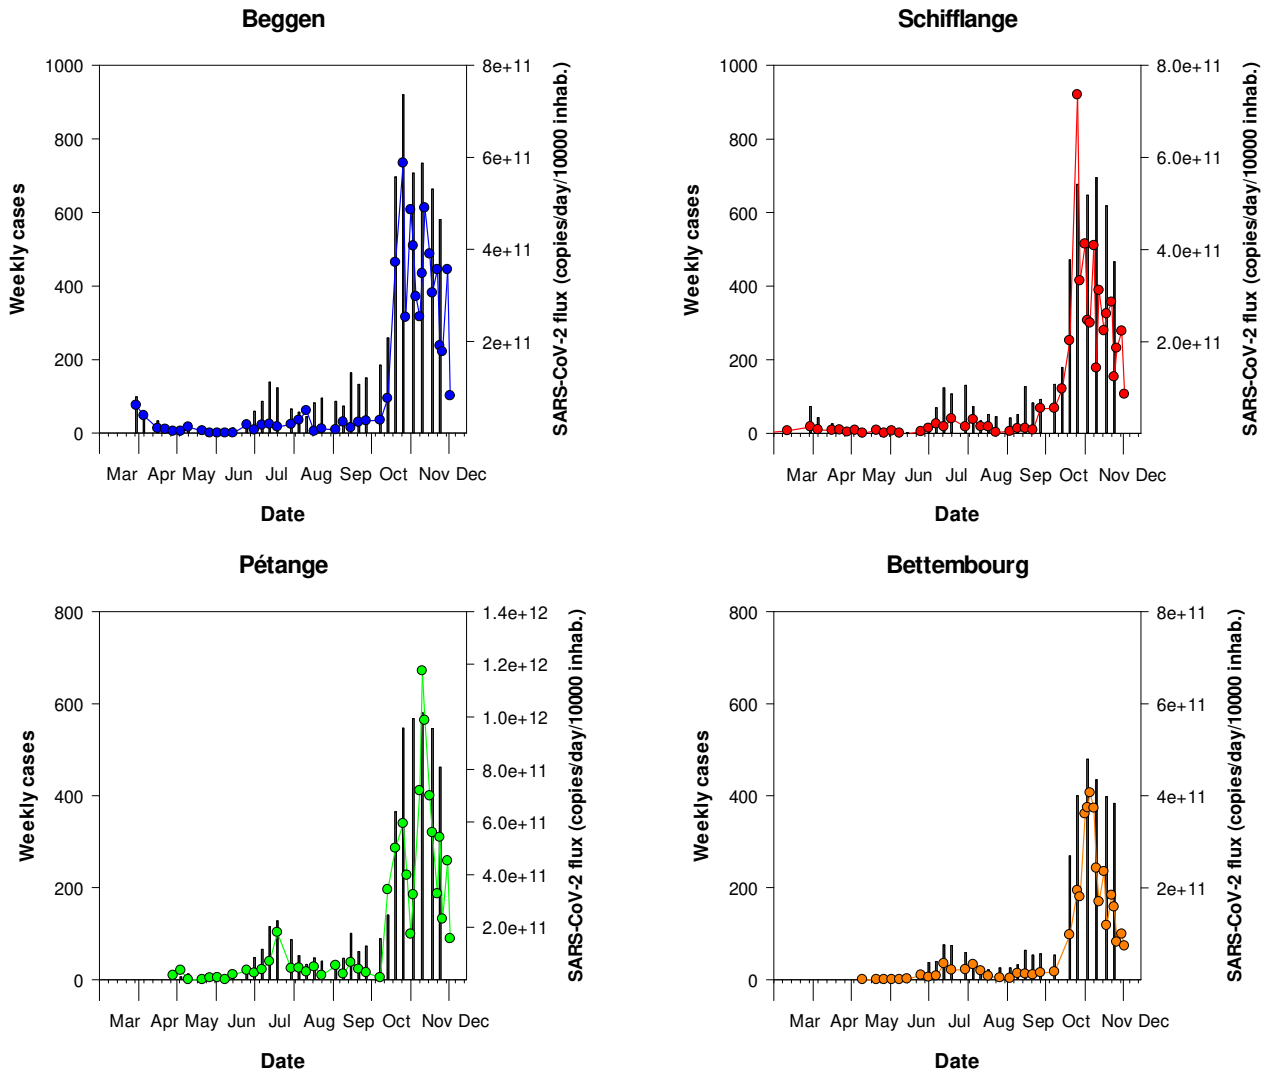 Beggen
Weekly cases
1000
800
600
400
200
0
8e+11
6e+11
4e+11
2e+11
SARS-CoV-2 flux (copies/day/10000 inhab.)
Mar Apr May Jun Jul Aug Sep Oct Nov Dec
Date
Schifflange
Weekly cases
1000
800
600
400
200
0
8.0e+11
6.0e+11
4.0e+11
2.0e+11
SARS-CoV-2 flux (copies/day/10000 inhab.)
Mar Apr May Jun Jul Aug Sep Oct Nov Dec
Date
Pétange
Weekly cases
800
600
400
200
0
1.4e+12
1.2e+12
1.0e+12
8.0e+11
6.0e+11
4.0e+11
2.0e+11
SARS-CoV-2 flux (copies/day/10000 inhab.)
Mar Apr May Jun Jul Aug Sep Oct Nov Dec
Date
Bettembourg
Weekly cases
800
600
400
200
0
8e+11
6e+11
4e+11
2e+11
SARS-CoV-2 flux (copies/day/10000 inhab.)
Mar Apr May Jun Jul Aug Sep Oct Nov Dec
Date